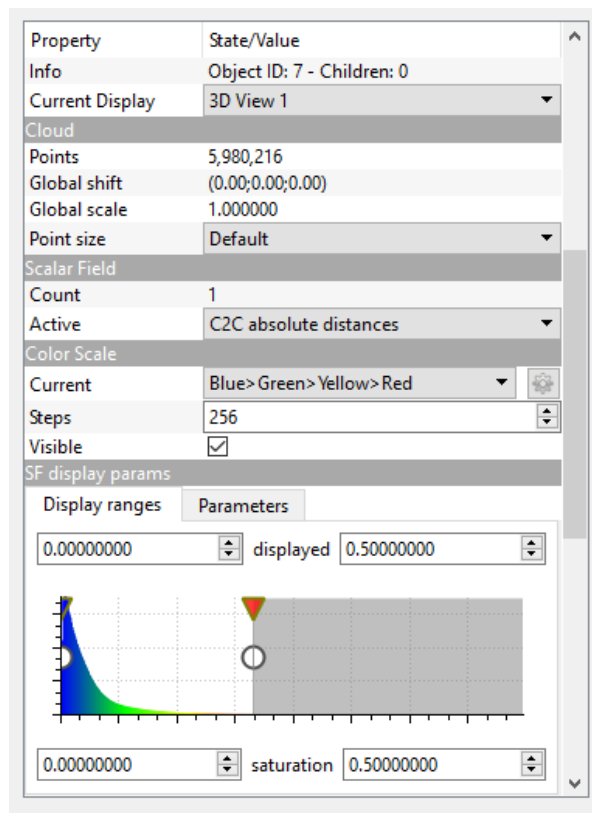 Property State/Value
Info Object ID: 7 - Children: 0
Current Display 3D View 1
Cloud
Points 5,980,216
Global shift (0.00;0.00;0.00)
Global scale 1.000000
Point size Default
Scalar Field
Count 1
Active C2C absolute distances
Color Scale
Current Blue>Green>Yellow>Red
Steps 256
Visible
SF display params
Display ranges Parameters
0.00000000 displayed 0.50000000
0.00000000 saturation 0.50000000